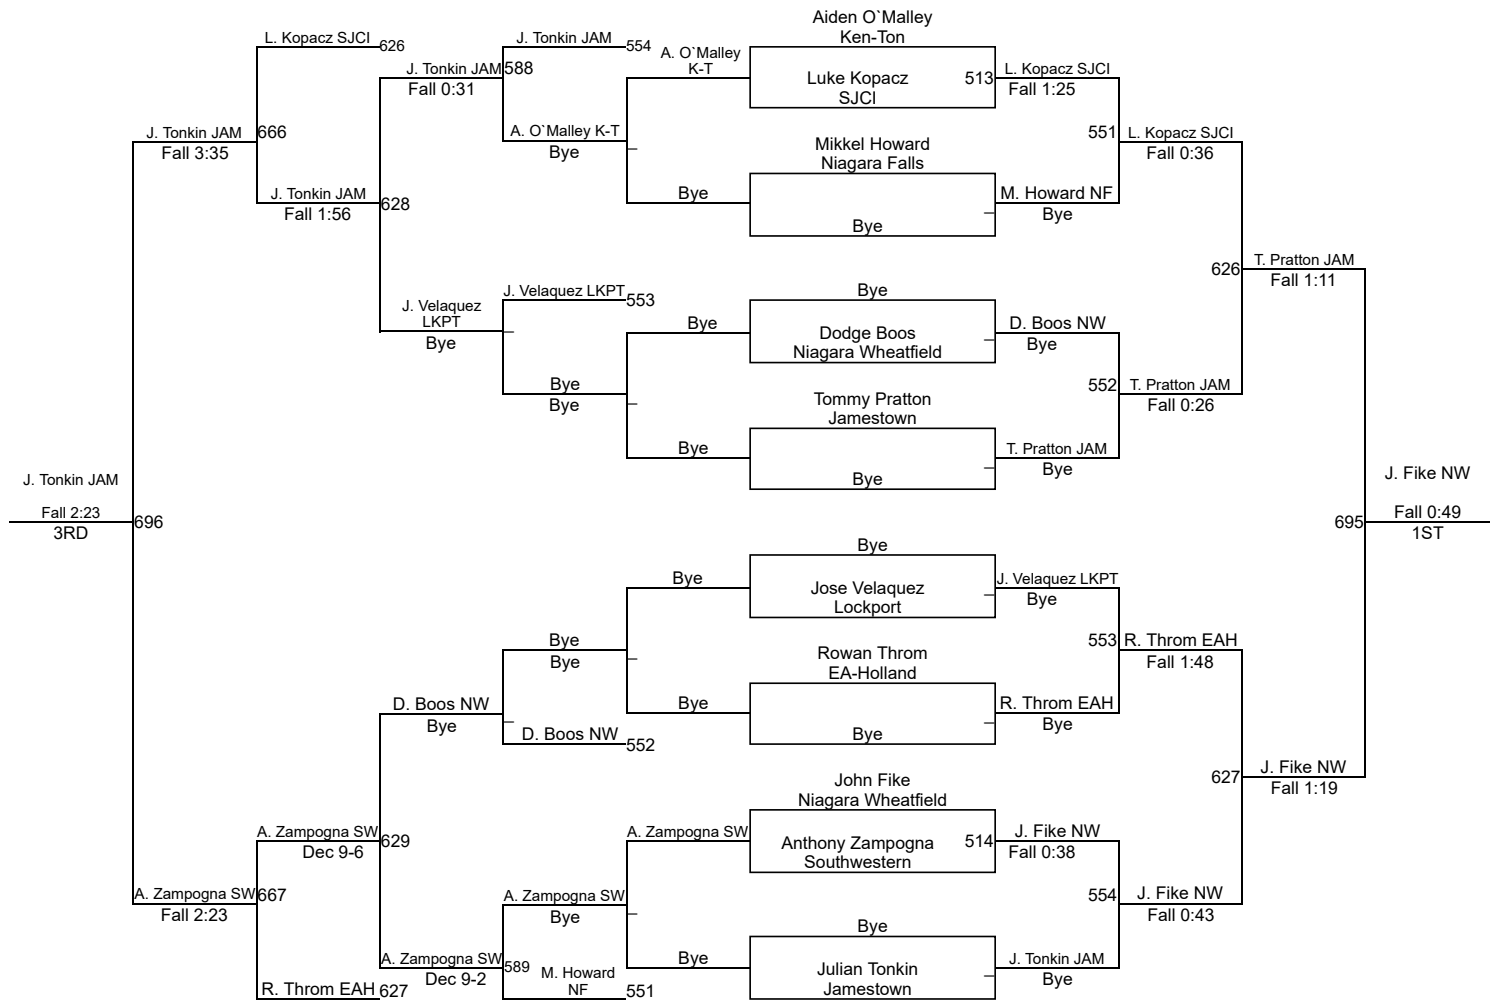 Aiden O`Malley
Ken-Ton
L. Kopacz SJCI 626
J. Tonkin JAM 554
A. O`Malley
K-T
J. Tonkin JAM 588
Fall 0:31
Luke Kopacz 513
SJCI
L. Kopacz SJCI
Fall 1:25
J. Tonkin JAM 666
Fall 3:35
A. O`Malley K-T
Bye
Mikkel Howard
Niagara Falls
551 L. Kopacz SJCI
Fall 0:36
J. Tonkin JAM 628
Fall 1:56
Bye
Bye
M. Howard NF
Bye
626 T. Pratton JAM
Fall 1:11
J. Velaquez LKPT 553
J. Velaquez
LKPT
Bye
Bye
Bye
Dodge Boos
Niagara Wheatfield
D. Boos NW
Bye
Bye
Bye
Tommy Pratton
Jamestown
552 T. Pratton JAM
Fall 0:26
Bye
Bye
T. Pratton JAM
Bye
J. Tonkin JAM
Fall 2:23
3RD
696
J. Fike NW
695 Fall 0:49
1ST
Bye
Bye
Jose Velaquez
Lockport
J. Velaquez LKPT
Bye
Bye
Bye
Rowan Throm
EA-Holland
553 R. Throm EAH
Fall 1:48
D. Boos NW
Bye
Bye
Bye
R. Throm EAH
Bye
D. Boos NW 552
John Fike
Niagara Wheatfield
627 J. Fike NW
Fall 1:19
A. Zampogna SW 629
Dec 9-6
A. Zampogna SW
Anthony Zampogna 514
Southwestern
J. Fike NW
Fall 0:38
A. Zampogna SW 667
Fall 2:23
A. Zampogna SW
Bye
554 J. Fike NW
Fall 0:43
Bye
A. Zampogna SW 589
Dec 9-2
Bye
Julian Tonkin
Jamestown
J. Tonkin JAM
Bye
M. Howard
NF 551
R. Throm EAH 627